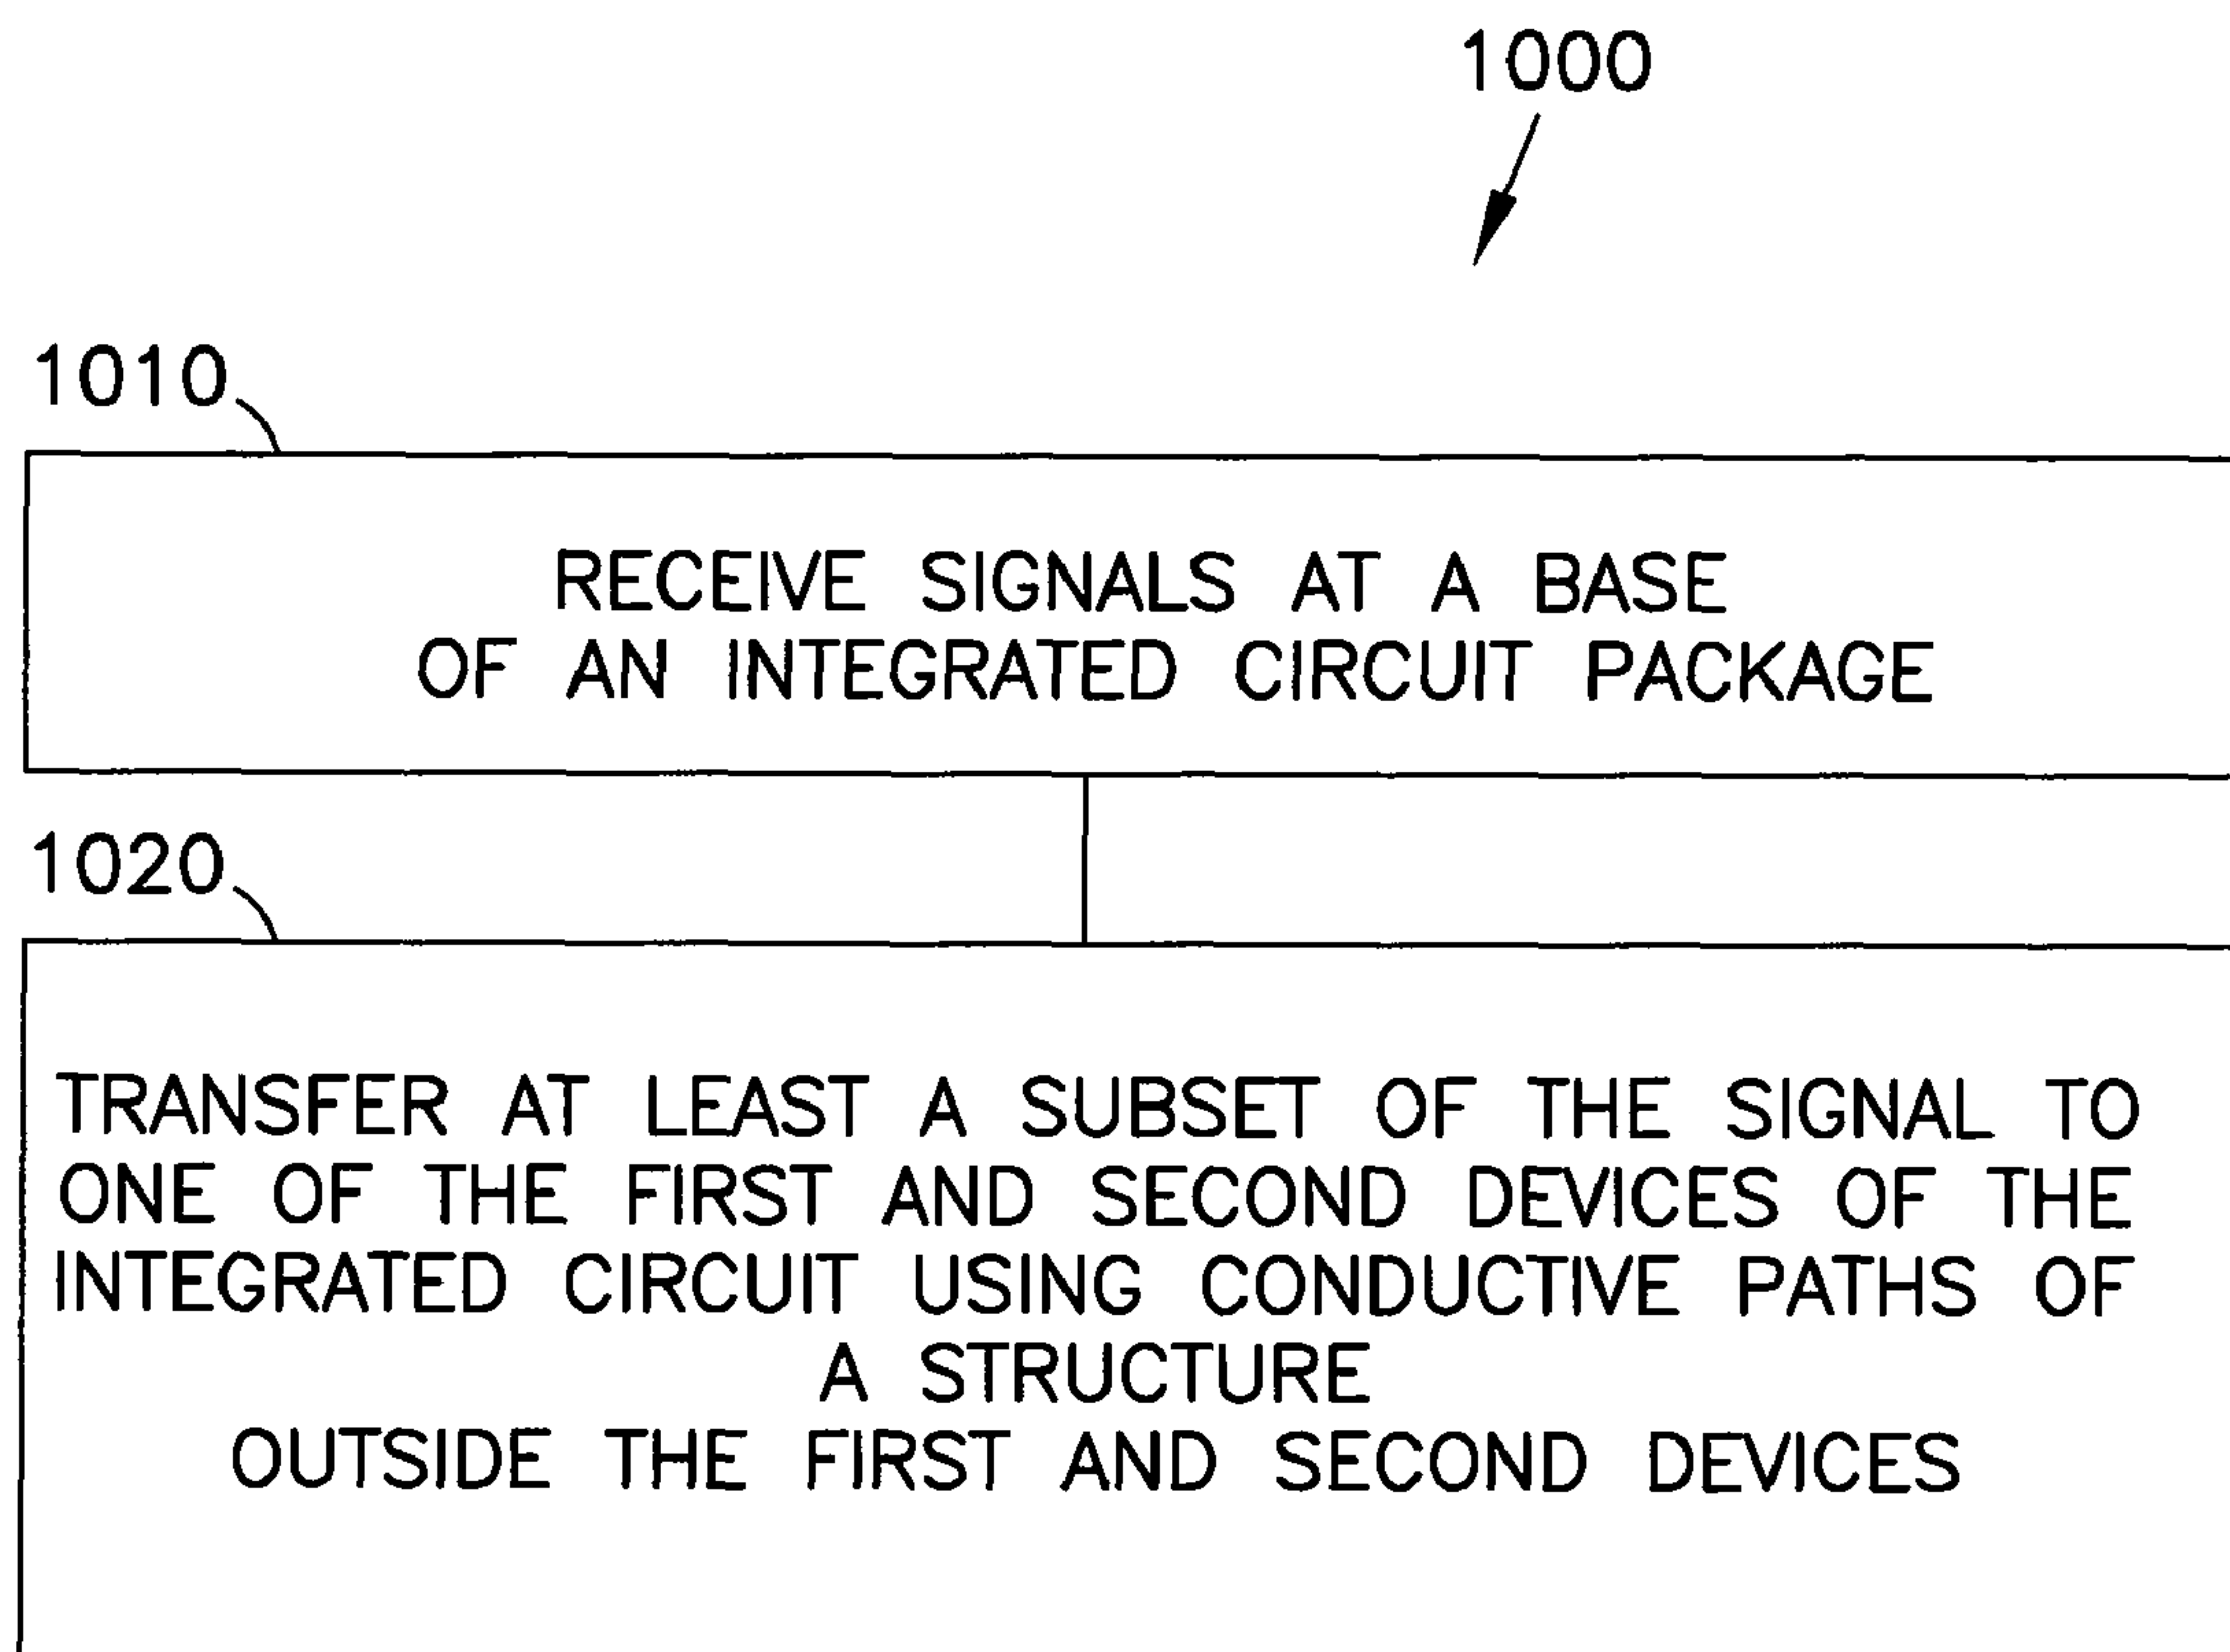 1000
1010
RECEIVE SIGNALS AT A BASE
OF AN INTEGRATED CIRCUIT PACKAGE
1020
TRANSFER AT LEAST A SUBSET OF THE SIGNAL TO
ONE OF THE FIRST AND SECOND DEVICES OF THE
INTEGRATED CIRCUIT USING CONDUCTIVE PATHS OF
A STRUCTURE
OUTSIDE THE FIRST AND SECOND DEVICES